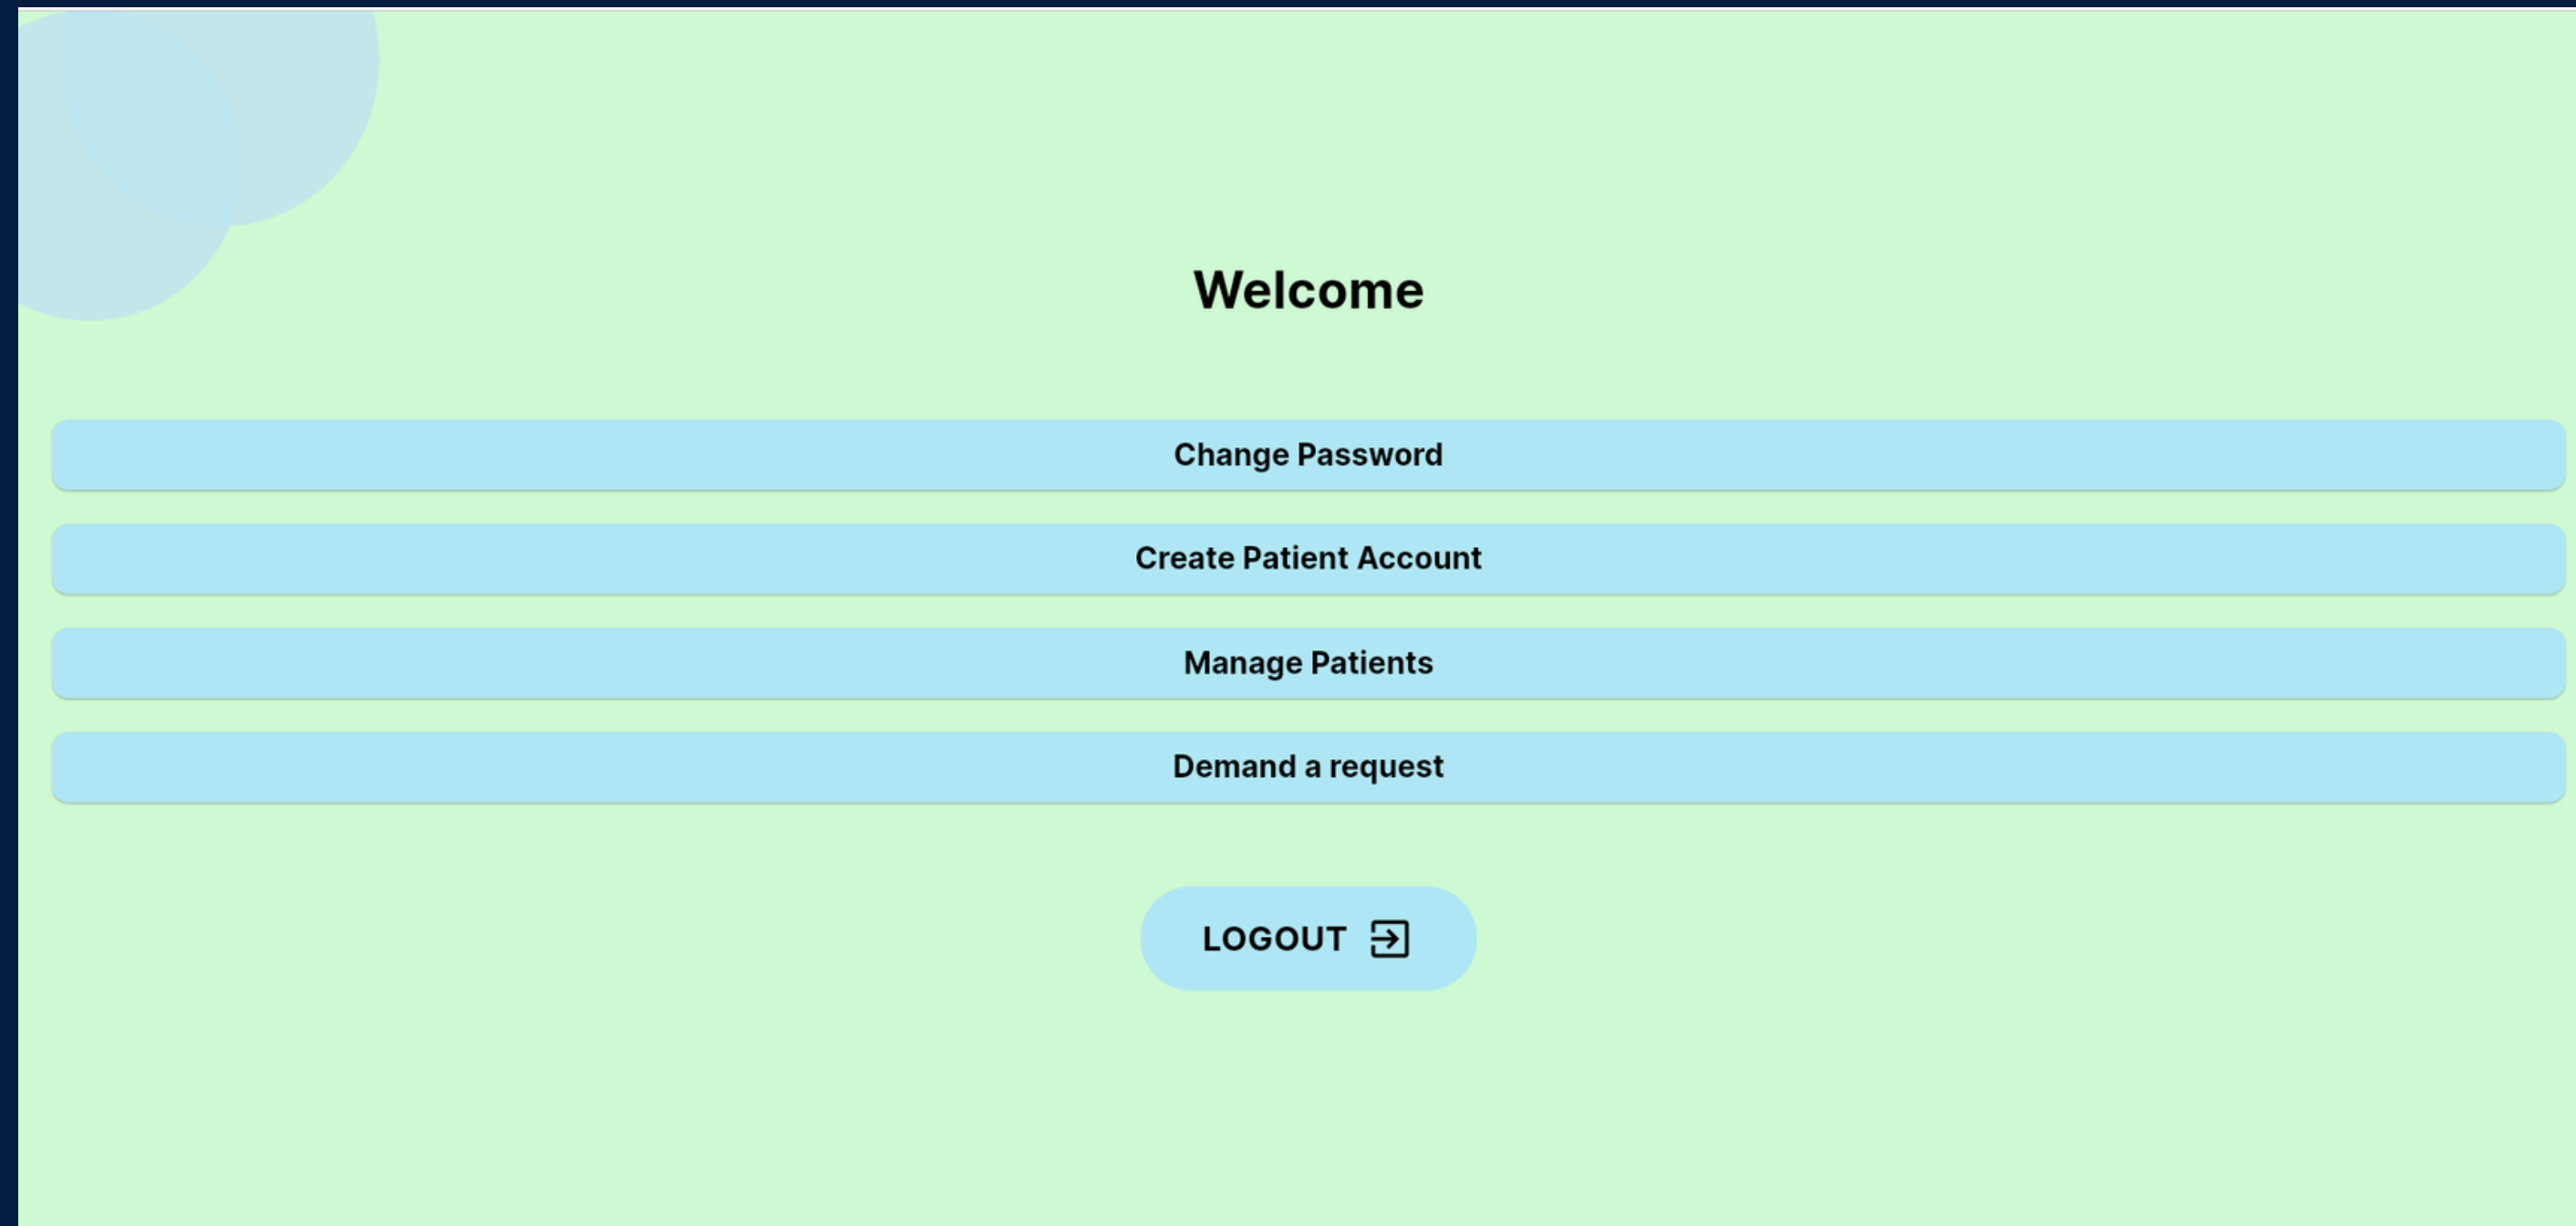 Welcome
Change Password
Create Patient Account
Manage Patients
Demand a request
LOGOUT